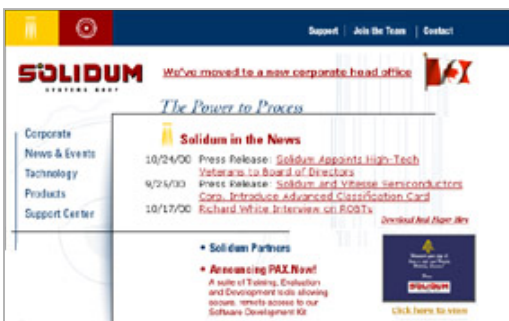 Support | Join the Team | Contact
SOLIDUM
SYSTEMS CORP
We've moved to a new corporate head office
The Power to Process
Corporate
News & Events
Technology
Products
Support Center
Solidum in the News
10/24/00 Press Release: Solidum Appoints High-Tech
Veterans to Board of Directors
9/25/00 Press Release: Solidum and Vitesse Semiconductors
Corp. Introduce Advanced Classification Card
10/17/00 Richard White Interview on ROBTv
Download Real Player Here
• Solidum Partners
• Announcing PAX.Now!
A suite of Training, Evaluation
and Development tools allowing
secure, remote access to our
Software Development Kit
SOLIDUM
Click here to view